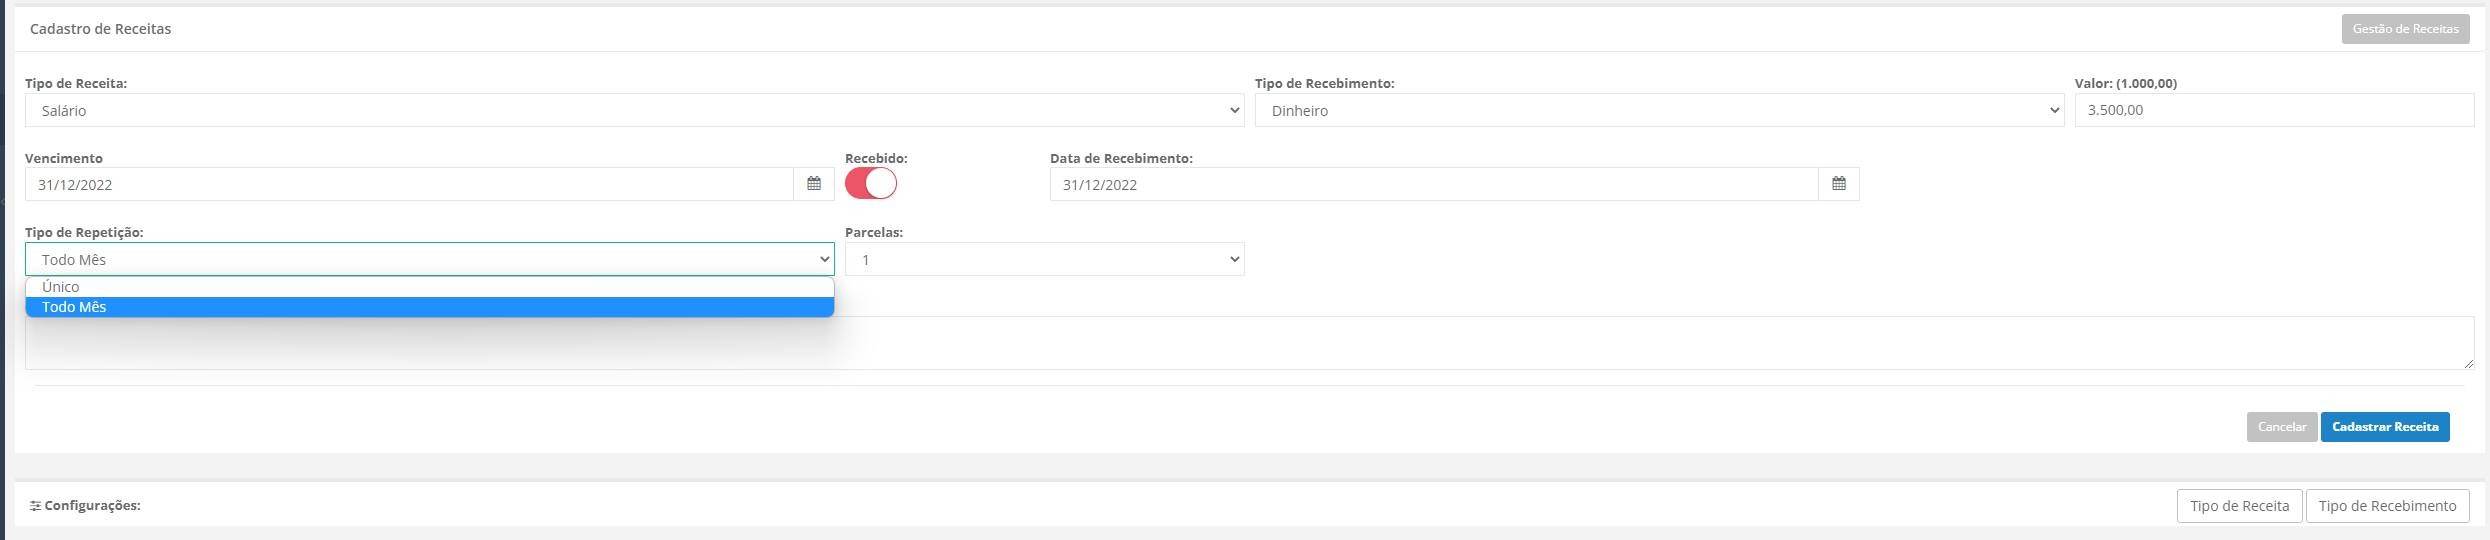 Cadastro de Receitas
Gestão de Receitas
Tipo de Receita:
Tipo de Recebimento:
Valor: (1.000,00)
Salário
Dinheiro
3.500,00
Vencimento
Recebido:
Data de Recebimento:
31/12/2022
31/12/2022
Tipo de Repetição:
Parcelas:
Todo Mês
1
Único
Todo Mês
Cancelar
Cadastrar Receita
Configurações:
Tipo de Receita
Tipo de Recebimento